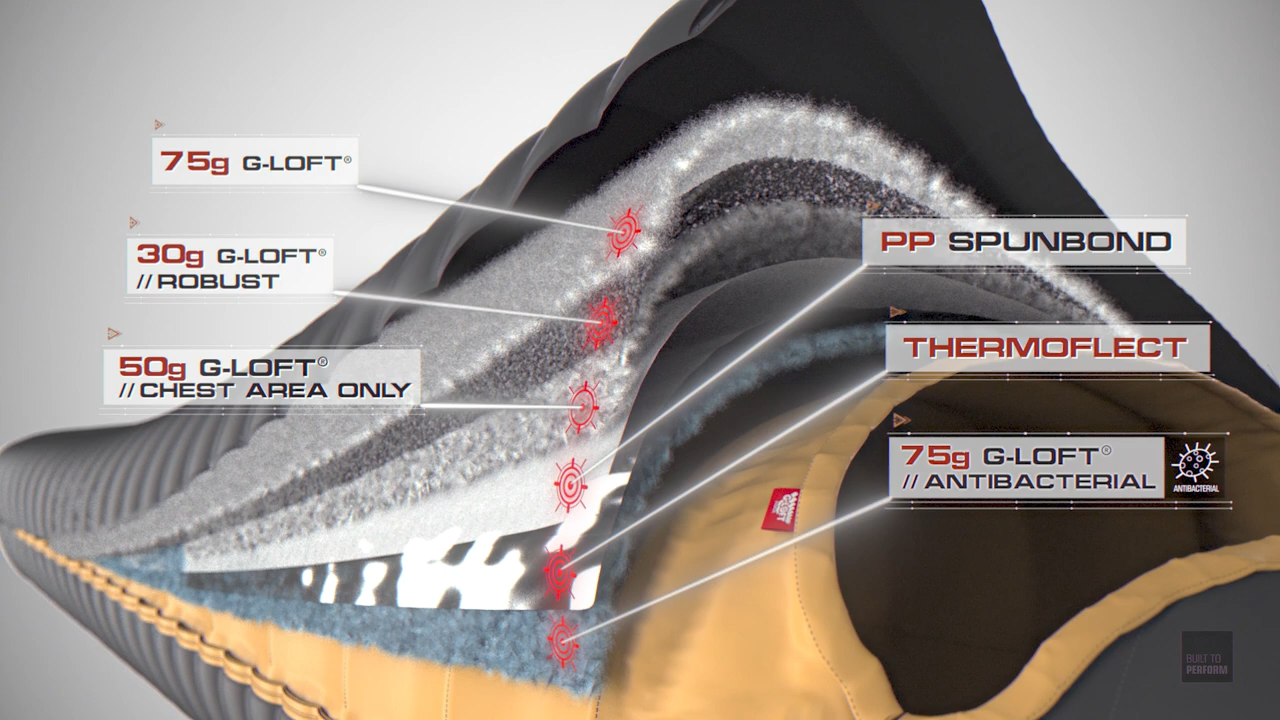 75g G-LOFT®
30g G-LOFT®
//ROBUST
50g G-LOFT®
//CHEST AREA ONLY
PP SPUNBOND
THERMOFLECT
75g G-LOFT®
//ANTIBACTERIAL
ANTIBACTERIAL
BUILT TO
PERFORM